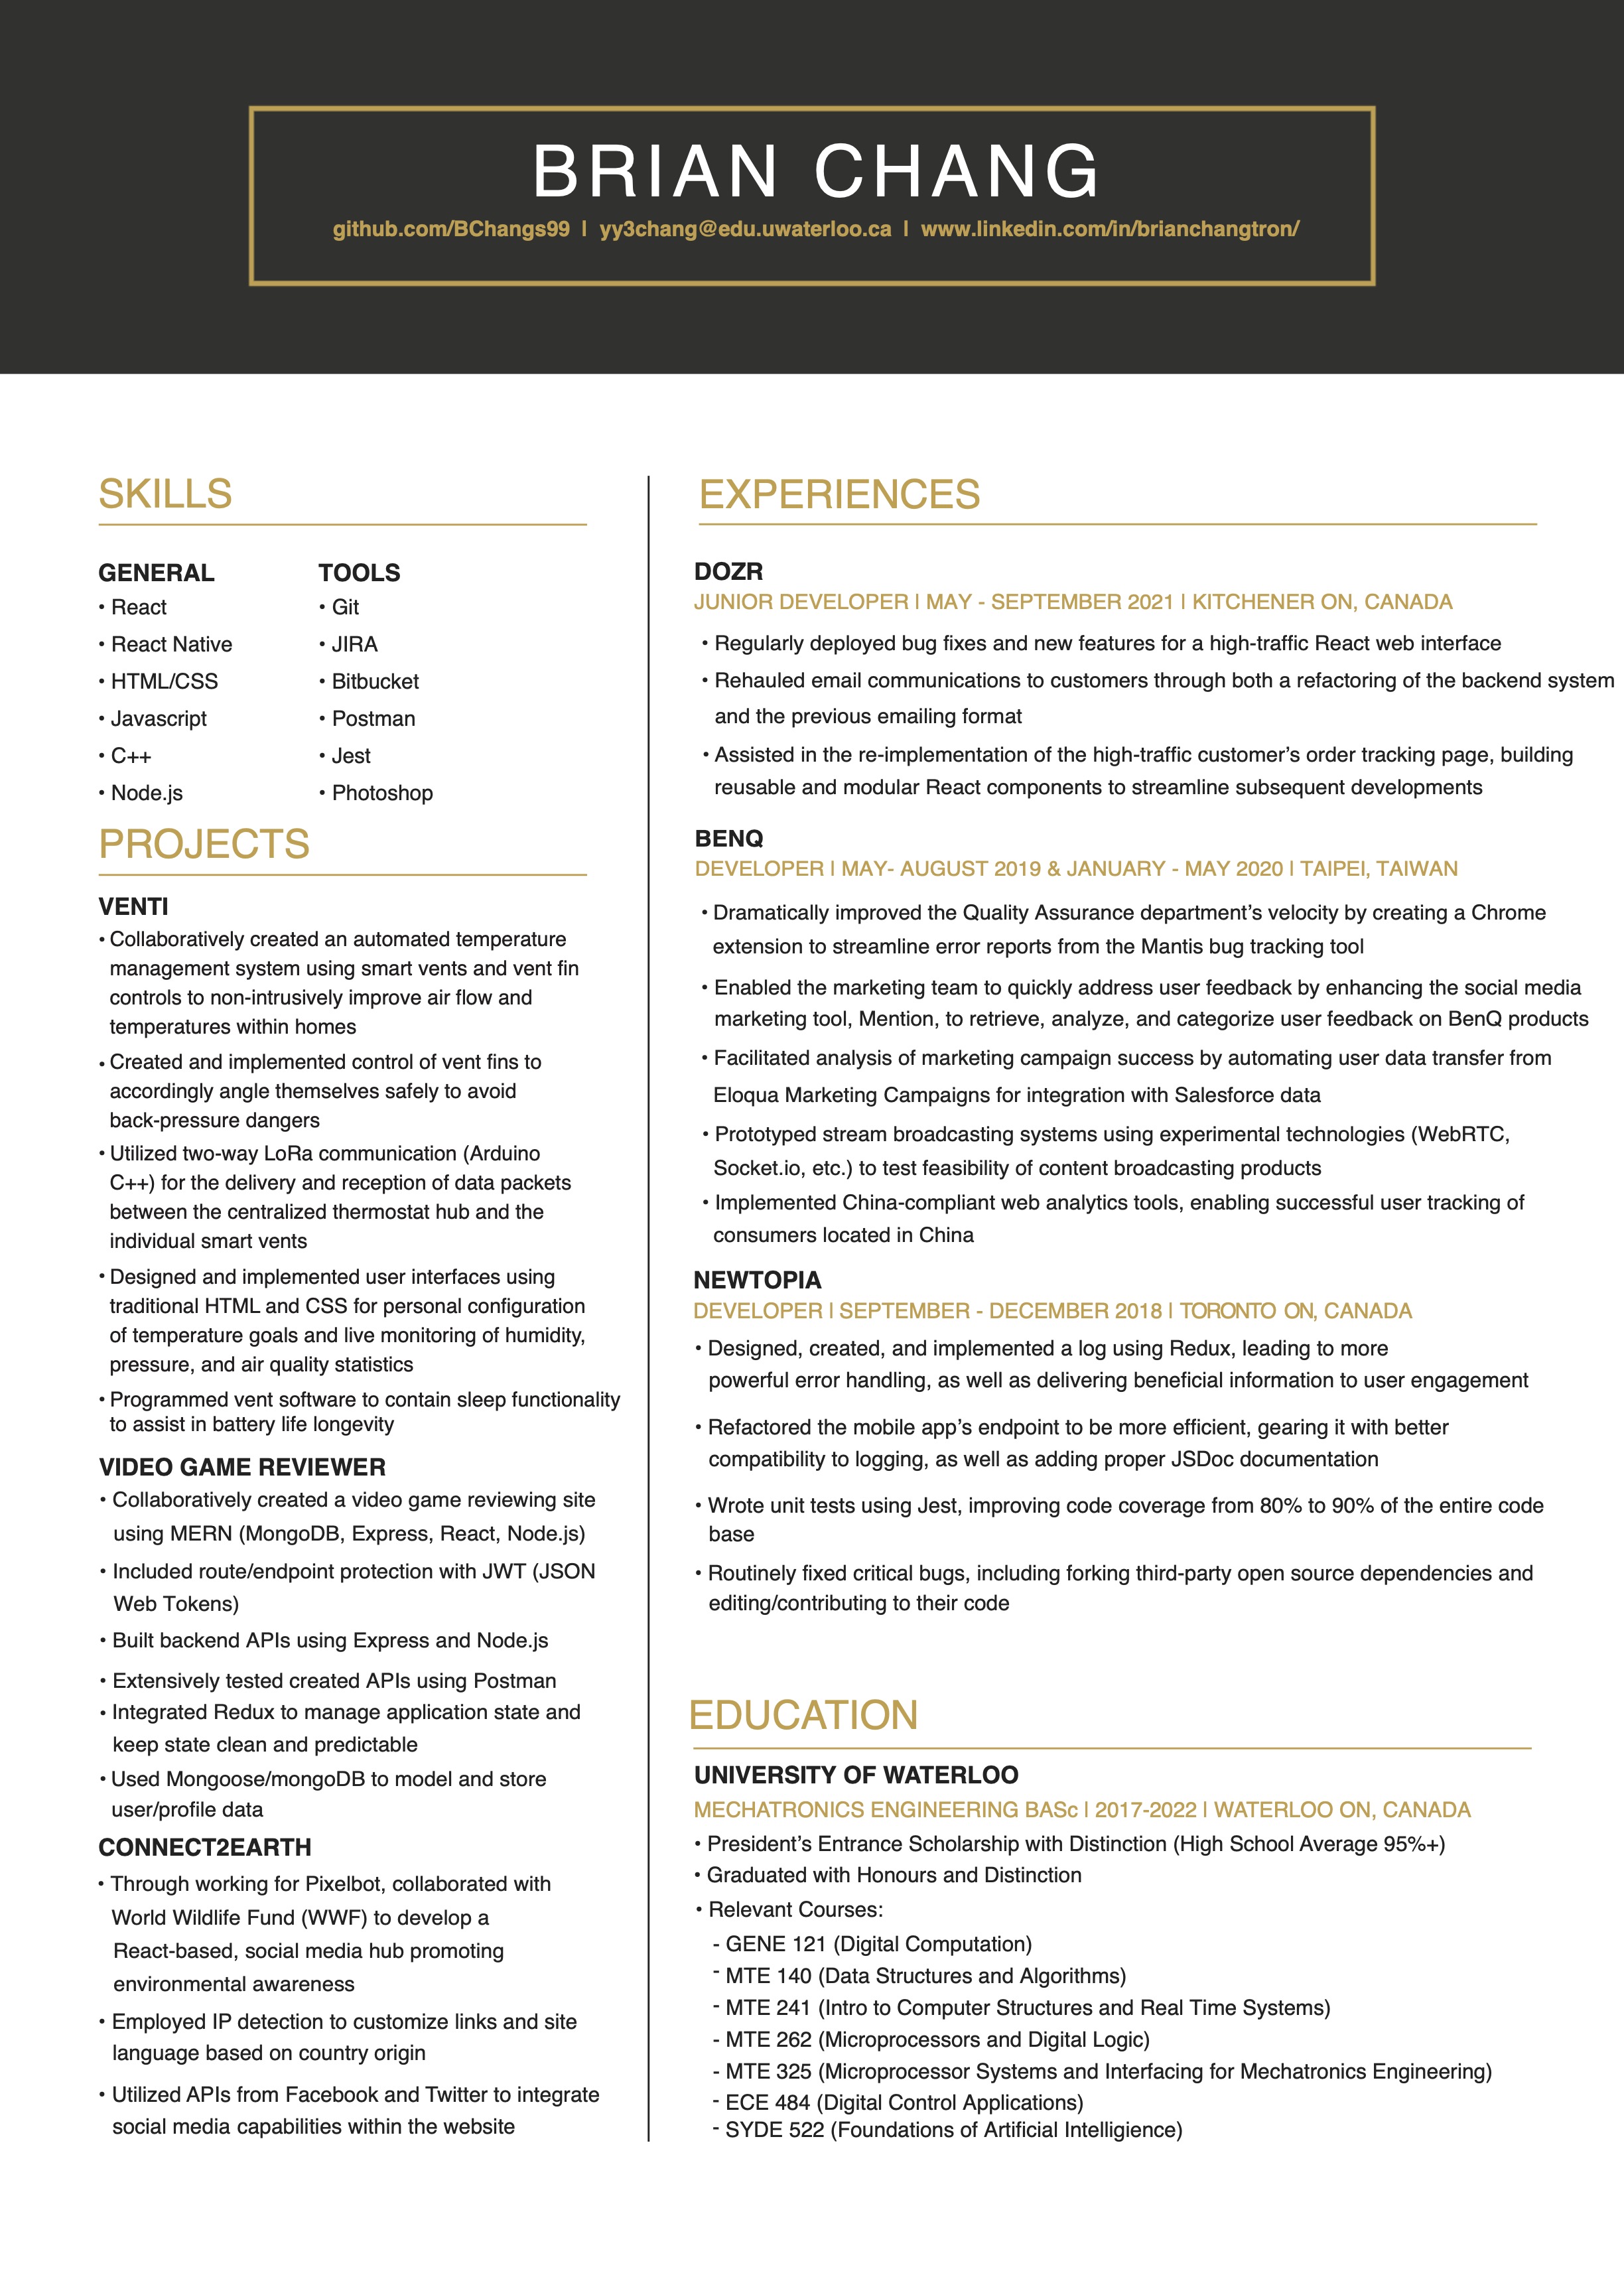 BRIAN CHANG
github.com/BChangs99 | yy3chang@edu.uwaterloo.ca | www.linkedin.com/in/brianchangtron/
SKILLS
GENERAL
• React
• React Native
• HTML/CSS
• Javascript
• C++
• Node.js
TOOLS
• Git
• JIRA
• Bitbucket
• Postman
• Jest
• Photoshop
PROJECTS
VENTI
• Collaboratively created an automated temperature
management system using smart vents and vent fin
controls to non-intrusively improve air flow and
temperatures within homes
• Created and implemented control of vent fins to
accordingly angle themselves safely to avoid
back-pressure dangers
• Utilized two-way LoRa communication (Arduino
C++) for the delivery and reception of data packets
between the centralized thermostat hub and the
individual smart vents
• Designed and implemented user interfaces using
traditional HTML and CSS for personal configuration
of temperature goals and live monitoring of humidity,
pressure, and air quality statistics
• Programmed vent software to contain sleep functionality
to assist in battery life longevity
VIDEO GAME REVIEWER
• Collaboratively created a video game reviewing site
using MERN (MongoDB, Express, React, Node.js)
• Included route/endpoint protection with JWT (JSON
Web Tokens)
• Built backend APIs using Express and Node.js
• Extensively tested created APIs using Postman
• Integrated Redux to manage application state and
keep state clean and predictable
• Used Mongoose/mongoDB to model and store
user/profile data
CONNECT2EARTH
• Through working for Pixelbot, collaborated with
World Wildlife Fund (WWF) to develop a
React-based, social media hub promoting
environmental awareness
• Employed IP detection to customize links and site
language based on country origin
• Utilized APIs from Facebook and Twitter to integrate
social media capabilities within the website
EXPERIENCES
DOZR
JUNIOR DEVELOPER | MAY - SEPTEMBER 2021 | KITCHENER ON, CANADA
• Regularly deployed bug fixes and new features for a high-traffic React web interface
• Rehauled email communications to customers through both a refactoring of the backend system
and the previous emailing format
• Assisted in the re-implementation of the high-traffic customer’s order tracking page, building
reusable and modular React components to streamline subsequent developments
BENQ
DEVELOPER | MAY- AUGUST 2019 & JANUARY - MAY 2020 | TAIPEI, TAIWAN
• Dramatically improved the Quality Assurance department’s velocity by creating a Chrome
extension to streamline error reports from the Mantis bug tracking tool
• Enabled the marketing team to quickly address user feedback by enhancing the social media
marketing tool, Mention, to retrieve, analyze, and categorize user feedback on BenQ products
• Facilitated analysis of marketing campaign success by automating user data transfer from
Eloqua Marketing Campaigns for integration with Salesforce data
• Prototyped stream broadcasting systems using experimental technologies (WebRTC,
Socket.io, etc.) to test feasibility of content broadcasting products
• Implemented China-compliant web analytics tools, enabling successful user tracking of
consumers located in China
NEWTOPIA
DEVELOPER | SEPTEMBER - DECEMBER 2018 | TORONTO ON, CANADA
• Designed, created, and implemented a log using Redux, leading to more
powerful error handling, as well as delivering beneficial information to user engagement
• Refactored the mobile app’s endpoint to be more efficient, gearing it with better
compatibility to logging, as well as adding proper JSDoc documentation
• Wrote unit tests using Jest, improving code coverage from 80% to 90% of the entire code
base
• Routinely fixed critical bugs, including forking third-party open source dependencies and
editing/contributing to their code
EDUCATION
UNIVERSITY OF WATERLOO
MECHATRONICS ENGINEERING BASc | 2017-2022 | WATERLOO ON, CANADA
• President’s Entrance Scholarship with Distinction (High School Average 95%+)
• Graduated with Honours and Distinction
• Relevant Courses:
- GENE 121 (Digital Computation)
- MTE 140 (Data Structures and Algorithms)
- MTE 241 (Intro to Computer Structures and Real Time Systems)
- MTE 262 (Microprocessors and Digital Logic)
- MTE 325 (Microprocessor Systems and Interfacing for Mechatronics Engineering)
- ECE 484 (Digital Control Applications)
- SYDE 522 (Foundations of Artificial Intelligience)